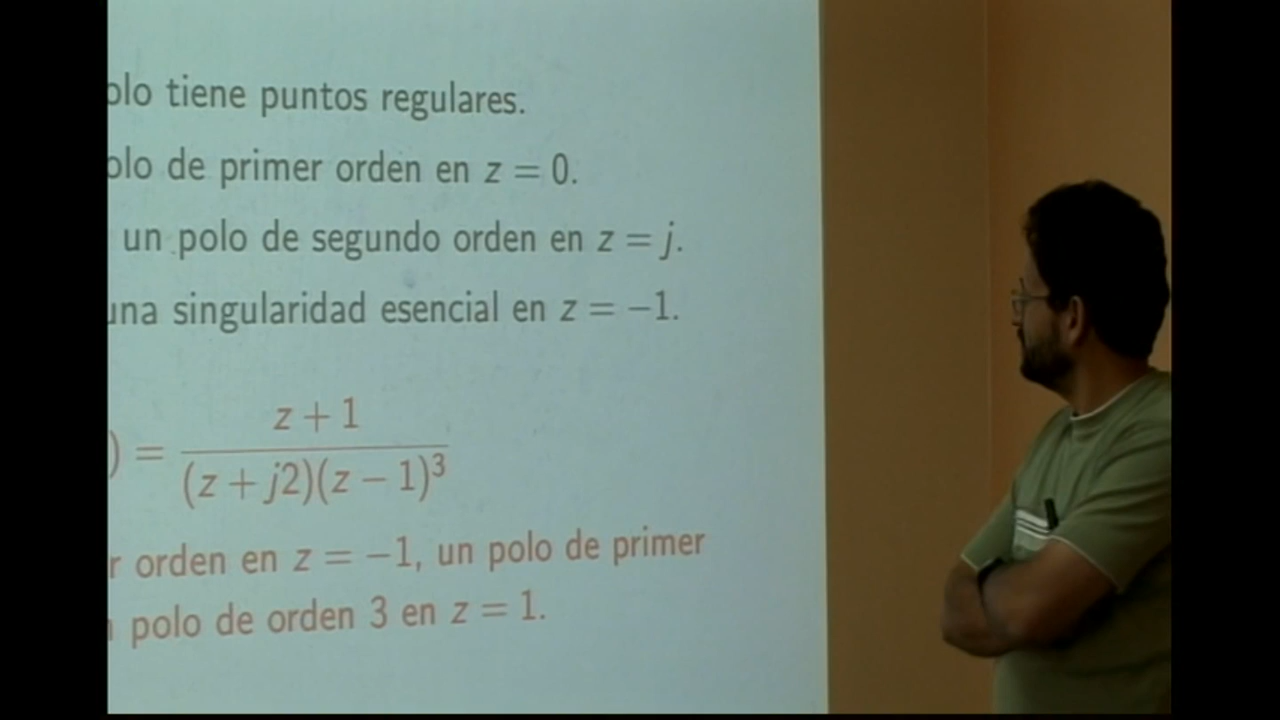 olo tiene puntos regulares.
olo de primer orden en z = 0.
un polo de segundo orden en z = j.
una singularidad esencial en z = −1.
) = z + 1
(z + j2)(z − 1)³
r orden en z = −1, un polo de primer
polo de orden 3 en z = 1.